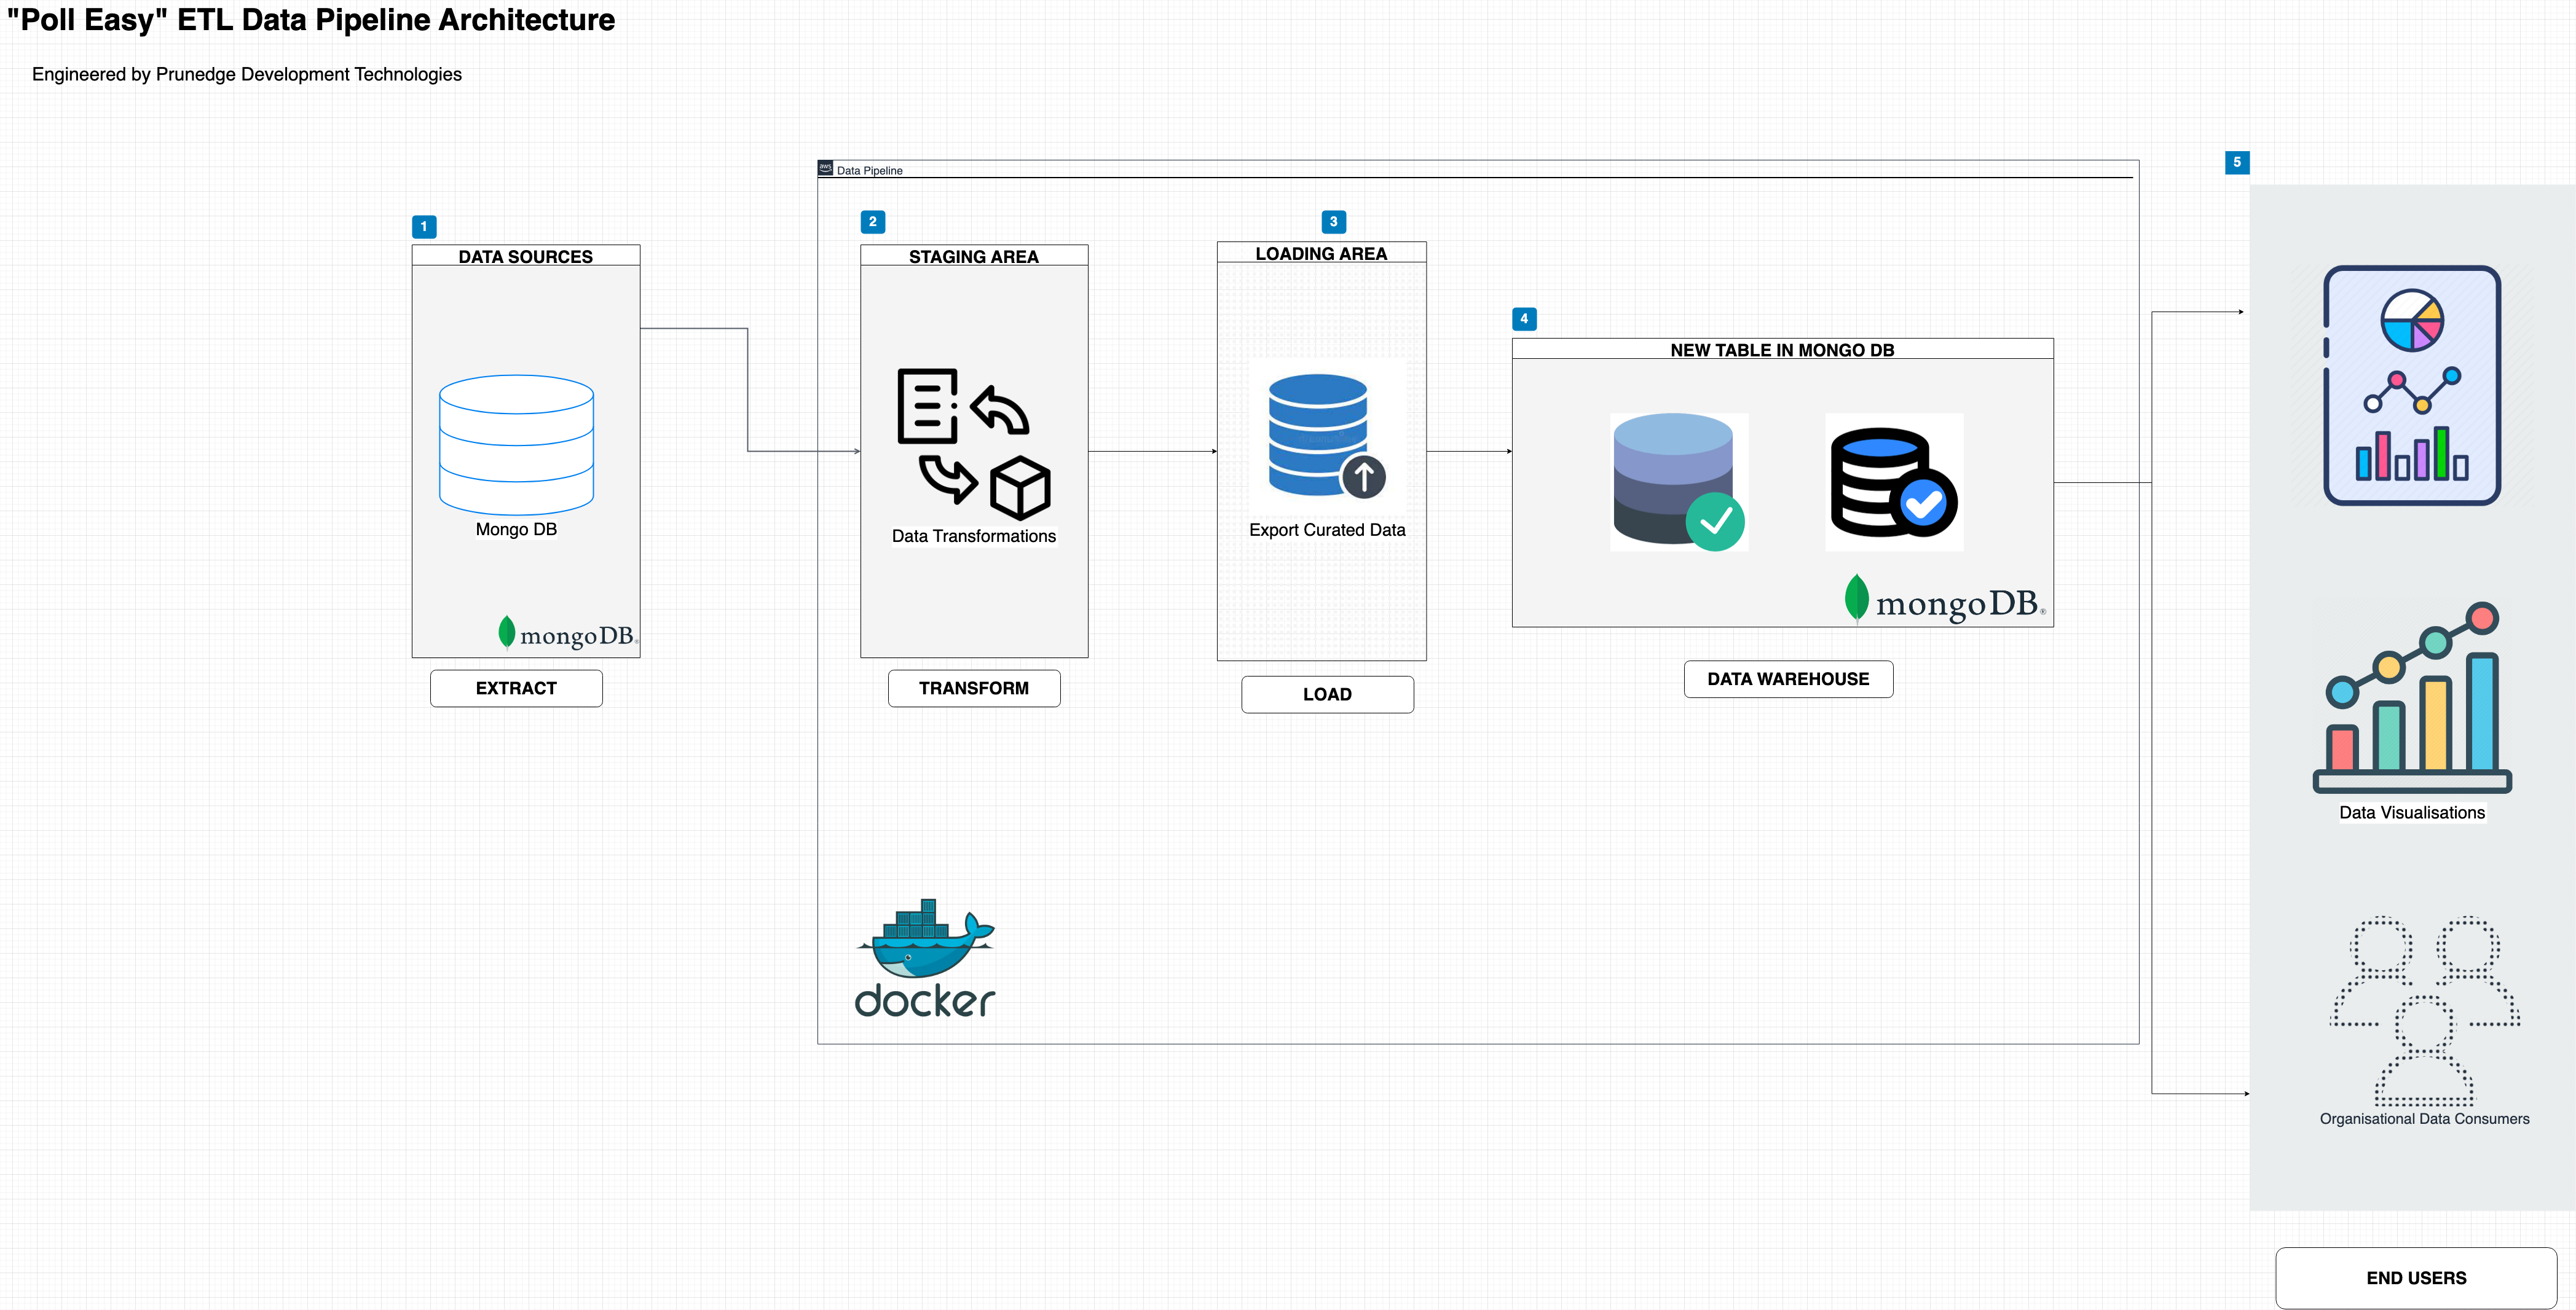 "Poll Easy" ETL Data Pipeline Architecture
Engineered by Prunedge Development Technologies
aws
Data Pipeline
1
DATA SOURCES
Mongo DB
mongoDB®
EXTRACT
2
STAGING AREA
Data Transformations
TRANSFORM
3
LOADING AREA
Export Curated Data
LOAD
4
NEW TABLE IN MONGO DB
mongoDB®
DATA WAREHOUSE
docker
5
Data Visualisations
Organisational Data Consumers
END USERS